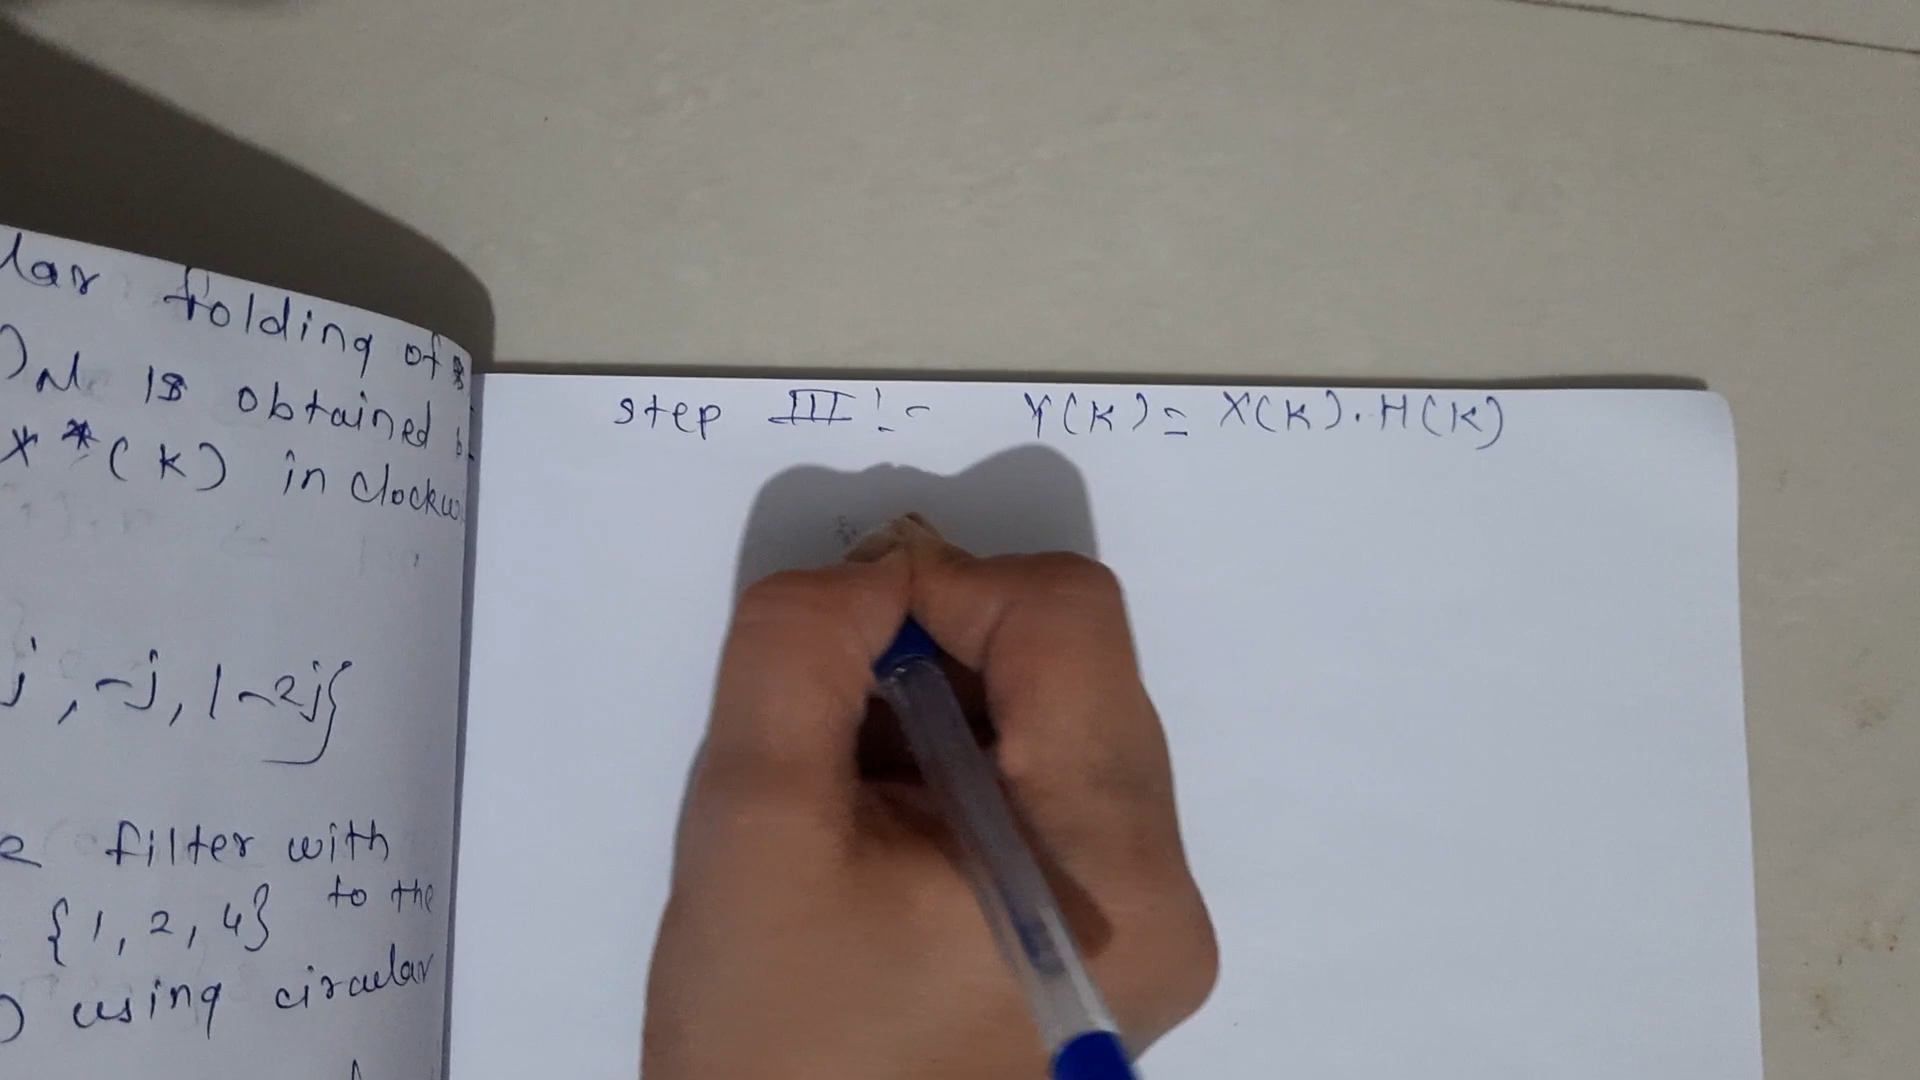 lar folding of
)N is obtained
X*(K) in clockw
j, -j, 1-2j}
filter with
{1, 2, 4} to the
) using circular
step III:- Y(K) = X(K).H(K)